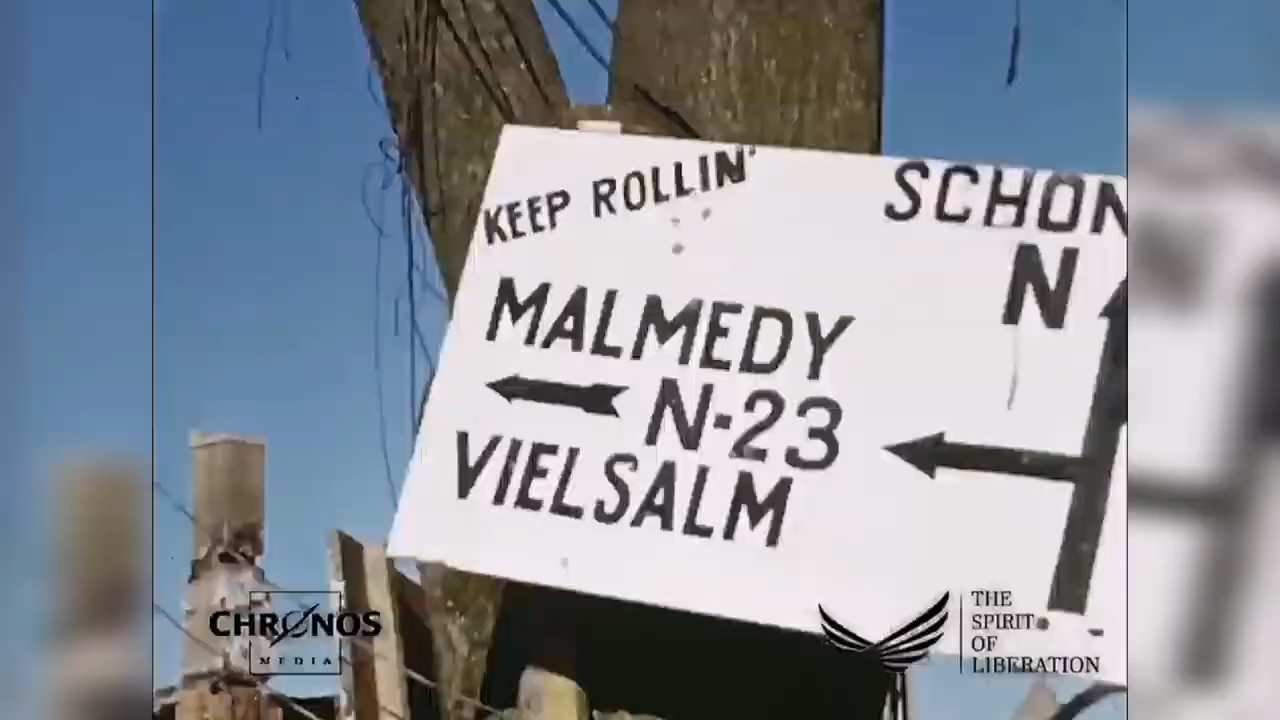 KEEP ROLLIN'
MALMEDY
N-23
VIELSALM
SCHON
N
CHRONOS
MEDIA
THE
SPIRIT
OF
LIBERATION